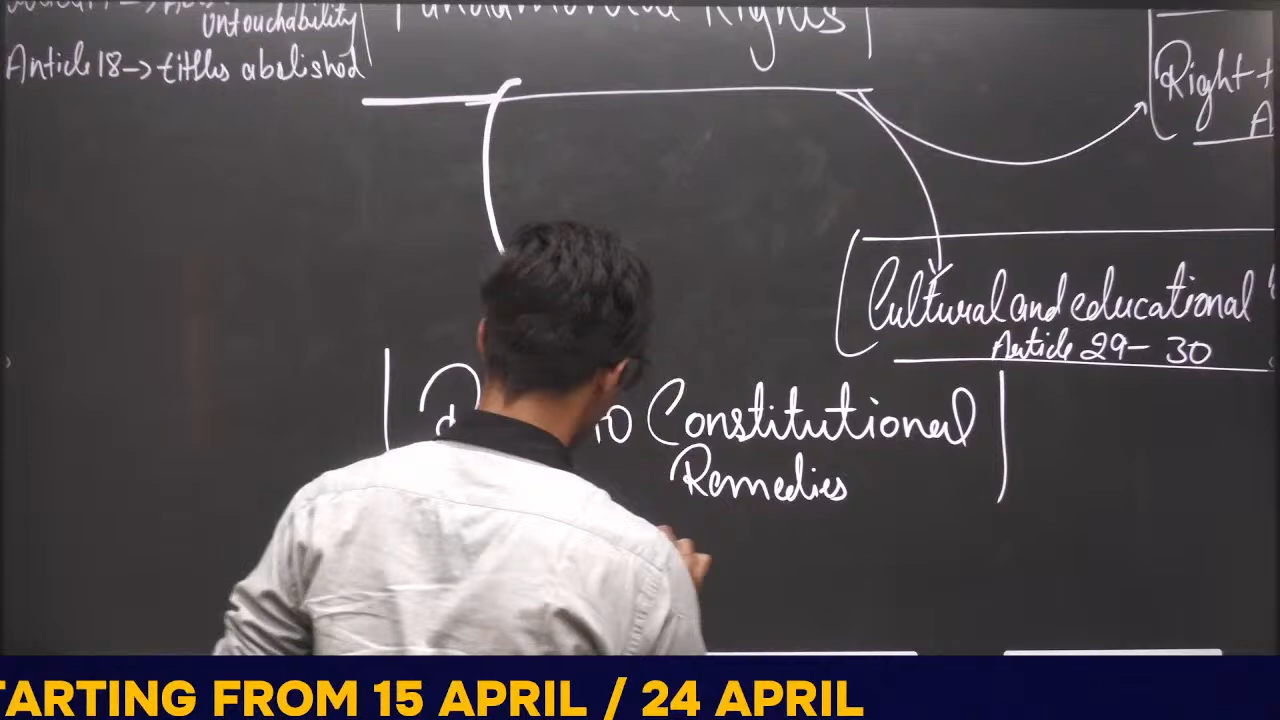 Untouchability
Article 18 -> titles abolished
Fundamental Rights
Right
Cultural and educational
Article 29 - 30
Constitutional
Remedies
TARTING FROM 15 APRIL / 24 APRIL